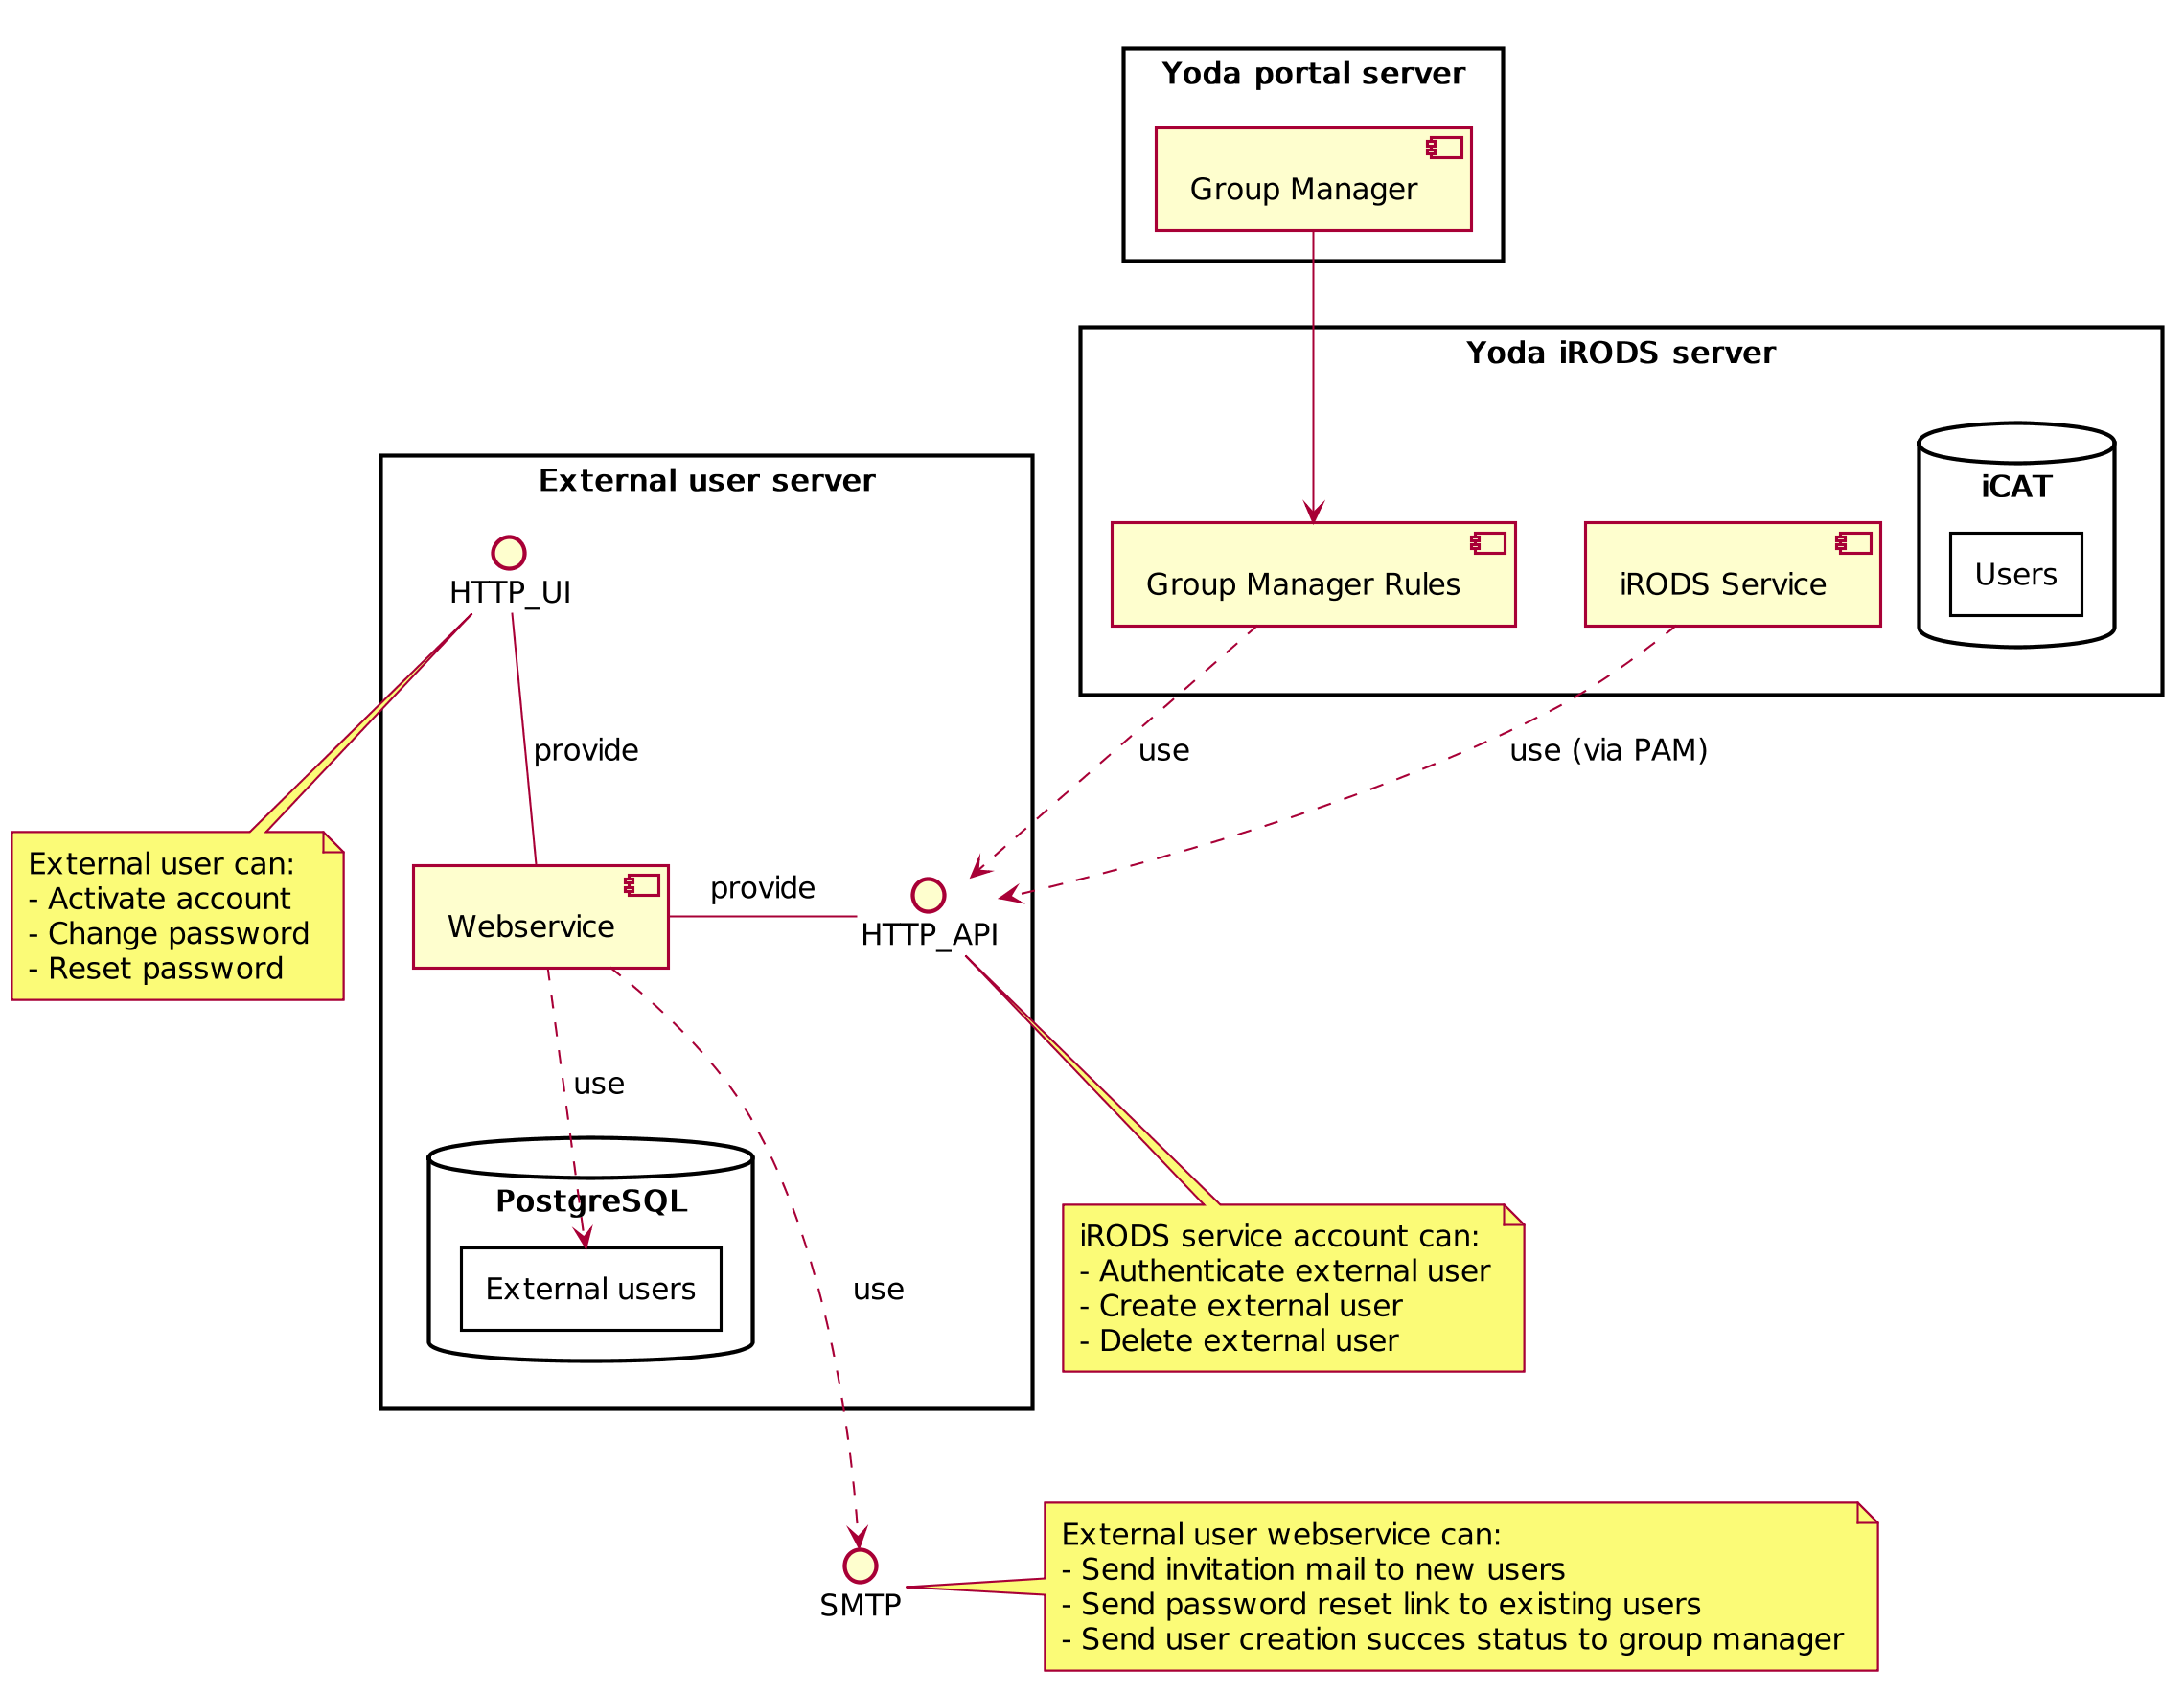 Yoda portal server
Group Manager
Yoda iRODS server
iCAT
Users
Group Manager Rules
iRODS Service
External user server
HTTP_UI
provide
use
use (via PAM)
External user can:
- Activate account
- Change password
- Reset password
Webservice
provide
HTTP_API
use
PostgreSQL
External users
use
iRODS service account can:
- Authenticate external user
- Create external user
- Delete external user
SMTP
External user webservice can:
- Send invitation mail to new users
- Send password reset link to existing users
- Send user creation succes status to group manager